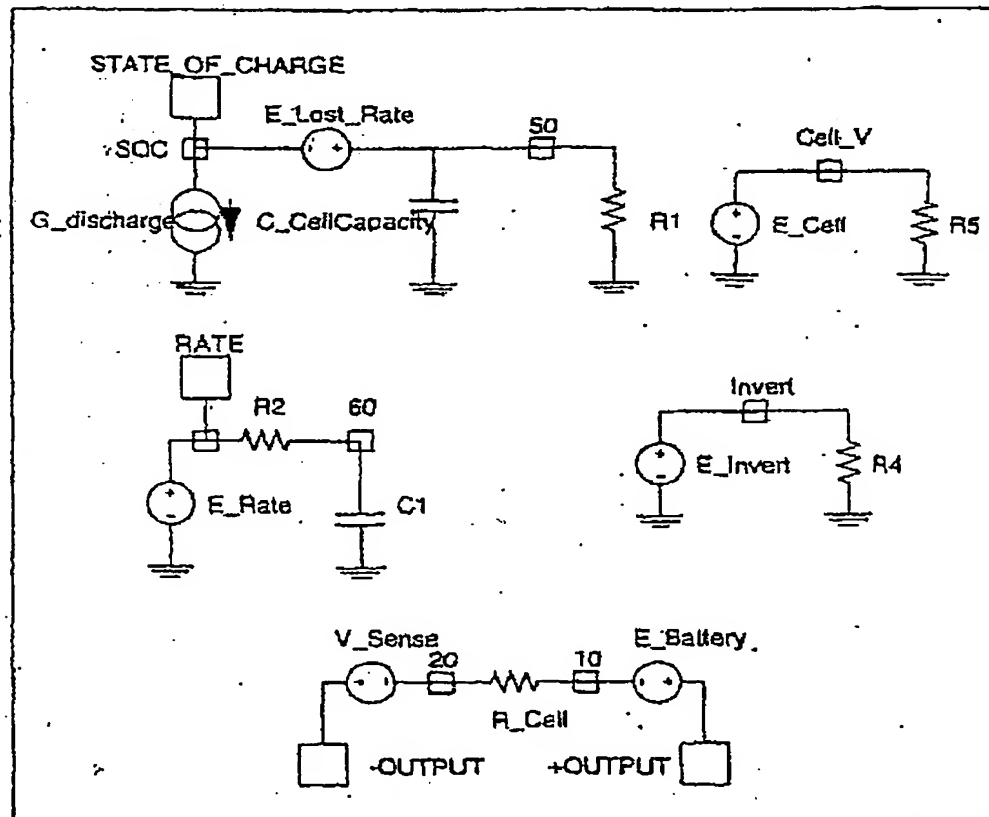 STATE_OF_CHARGE
E_Lost_Rate
50
SOC
Cell_V
G_discharge
C_CellCapacity
R1
E_Cell
R5
RATE
R2
60
Invert
E_Rate
C1
E_Invert
R4
V_Sense
20
10
E_Battery
R_Cell
-OUTPUT
+OUTPUT